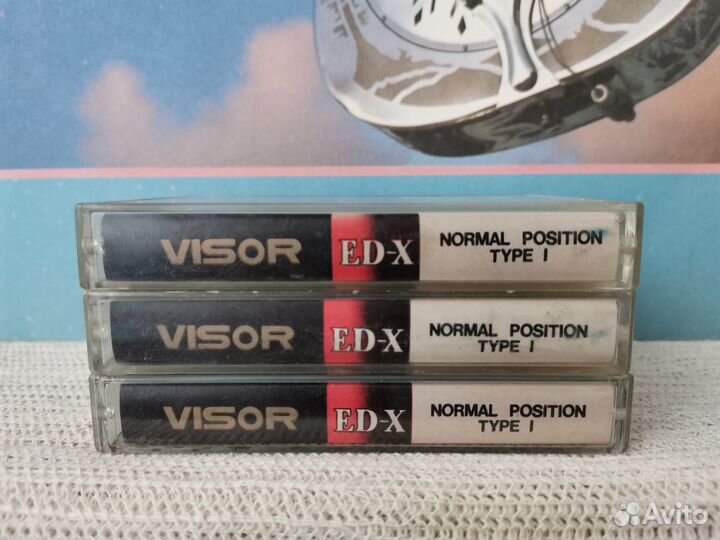 VISOR ED-X NORMAL POSITION
TYPE I
VISOR ED-X NORMAL POSITION
TYPE I
VISOR ED-X NORMAL POSITION
TYPE I
Avito